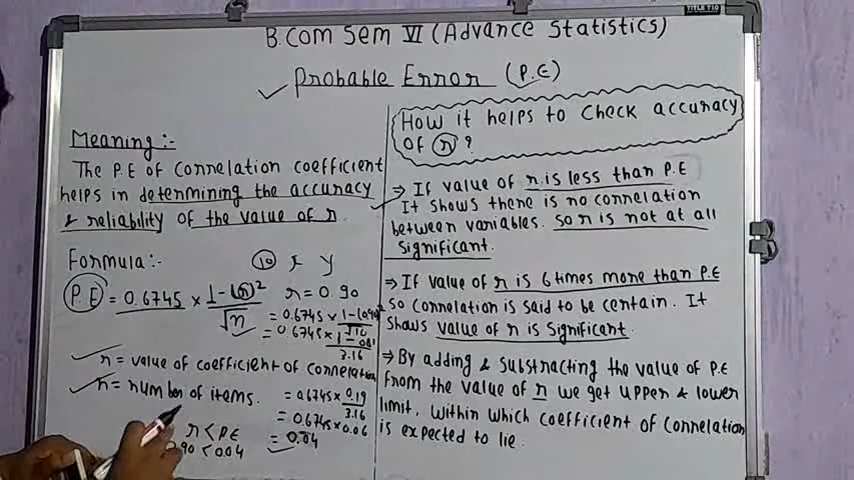 TITLE TIO
B.Com Sem VI (Advance Statistics)
Probable Error (P.E)
Meaning:-
The P.E of Correlation coefficient
helps in determining the accuracy
& reliability of the value of r.
Formula:-
10 x y
P.E = 0.6745 × 1-(r)² / √n
r = 0.90
= 0.6745 × 1-(0.90)² / √10
= 0.6745 × 1-0.81 / 3.16
r = value of coefficient of correlation
n = number of items.
= 0.6745 × 0.19 / 3.16
= 0.6745 × 0.06
= 0.04
r < PE
90 < 0.04
How it helps to Check accuracy
of r ?
⇒ If value of r is less than P.E
It shows there is no correlation
between variables. so r is not at all
significant.
⇒ If value of r is 6 times more than P.E
so correlation is said to be certain. It
shows value of r is significant.
⇒ By adding & substracting the value of P.E
from the value of r we get upper & lower
limit. within which coefficient of correlation
is expected to lie.